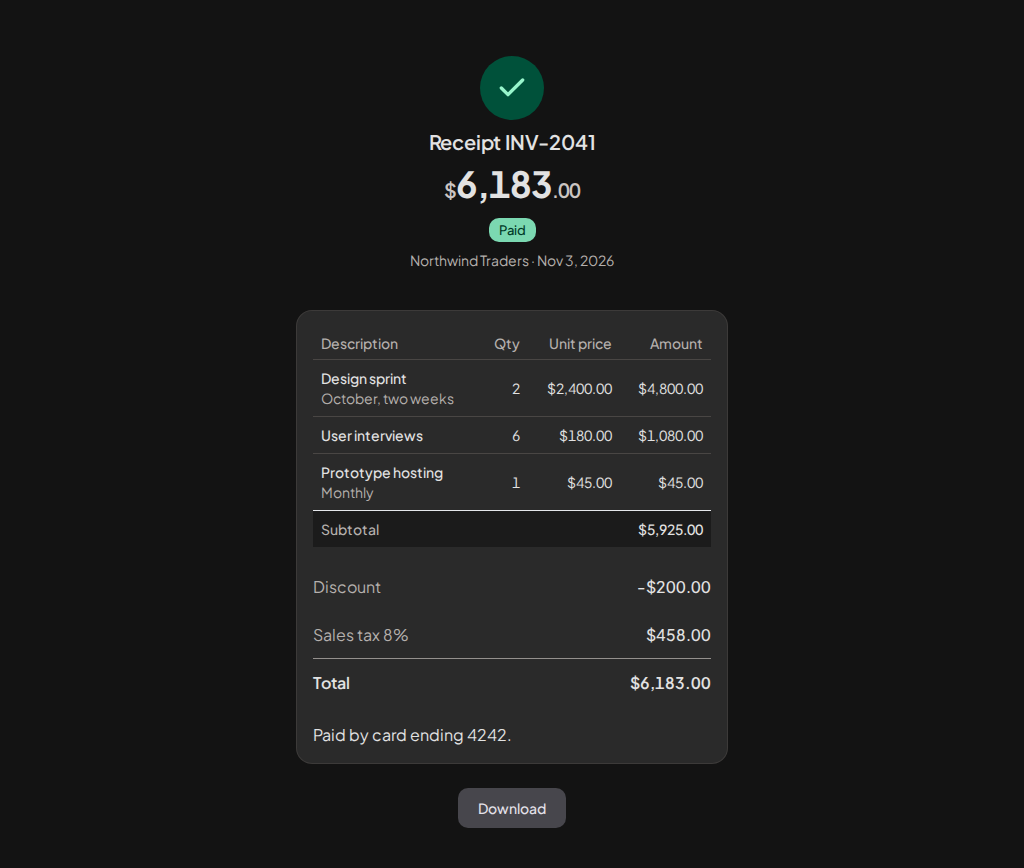 Receipt INV-2041
$6,183.00
Paid
Northwind Traders · Nov 3, 2026
Description Qty Unit price Amount
Design sprint 2 $2,400.00 $4,800.00
October, two weeks
User interviews 6 $180.00 $1,080.00
Prototype hosting 1 $45.00 $45.00
Monthly
Subtotal $5,925.00
Discount -$200.00
Sales tax 8% $458.00
Total $6,183.00
Paid by card ending 4242.
Download